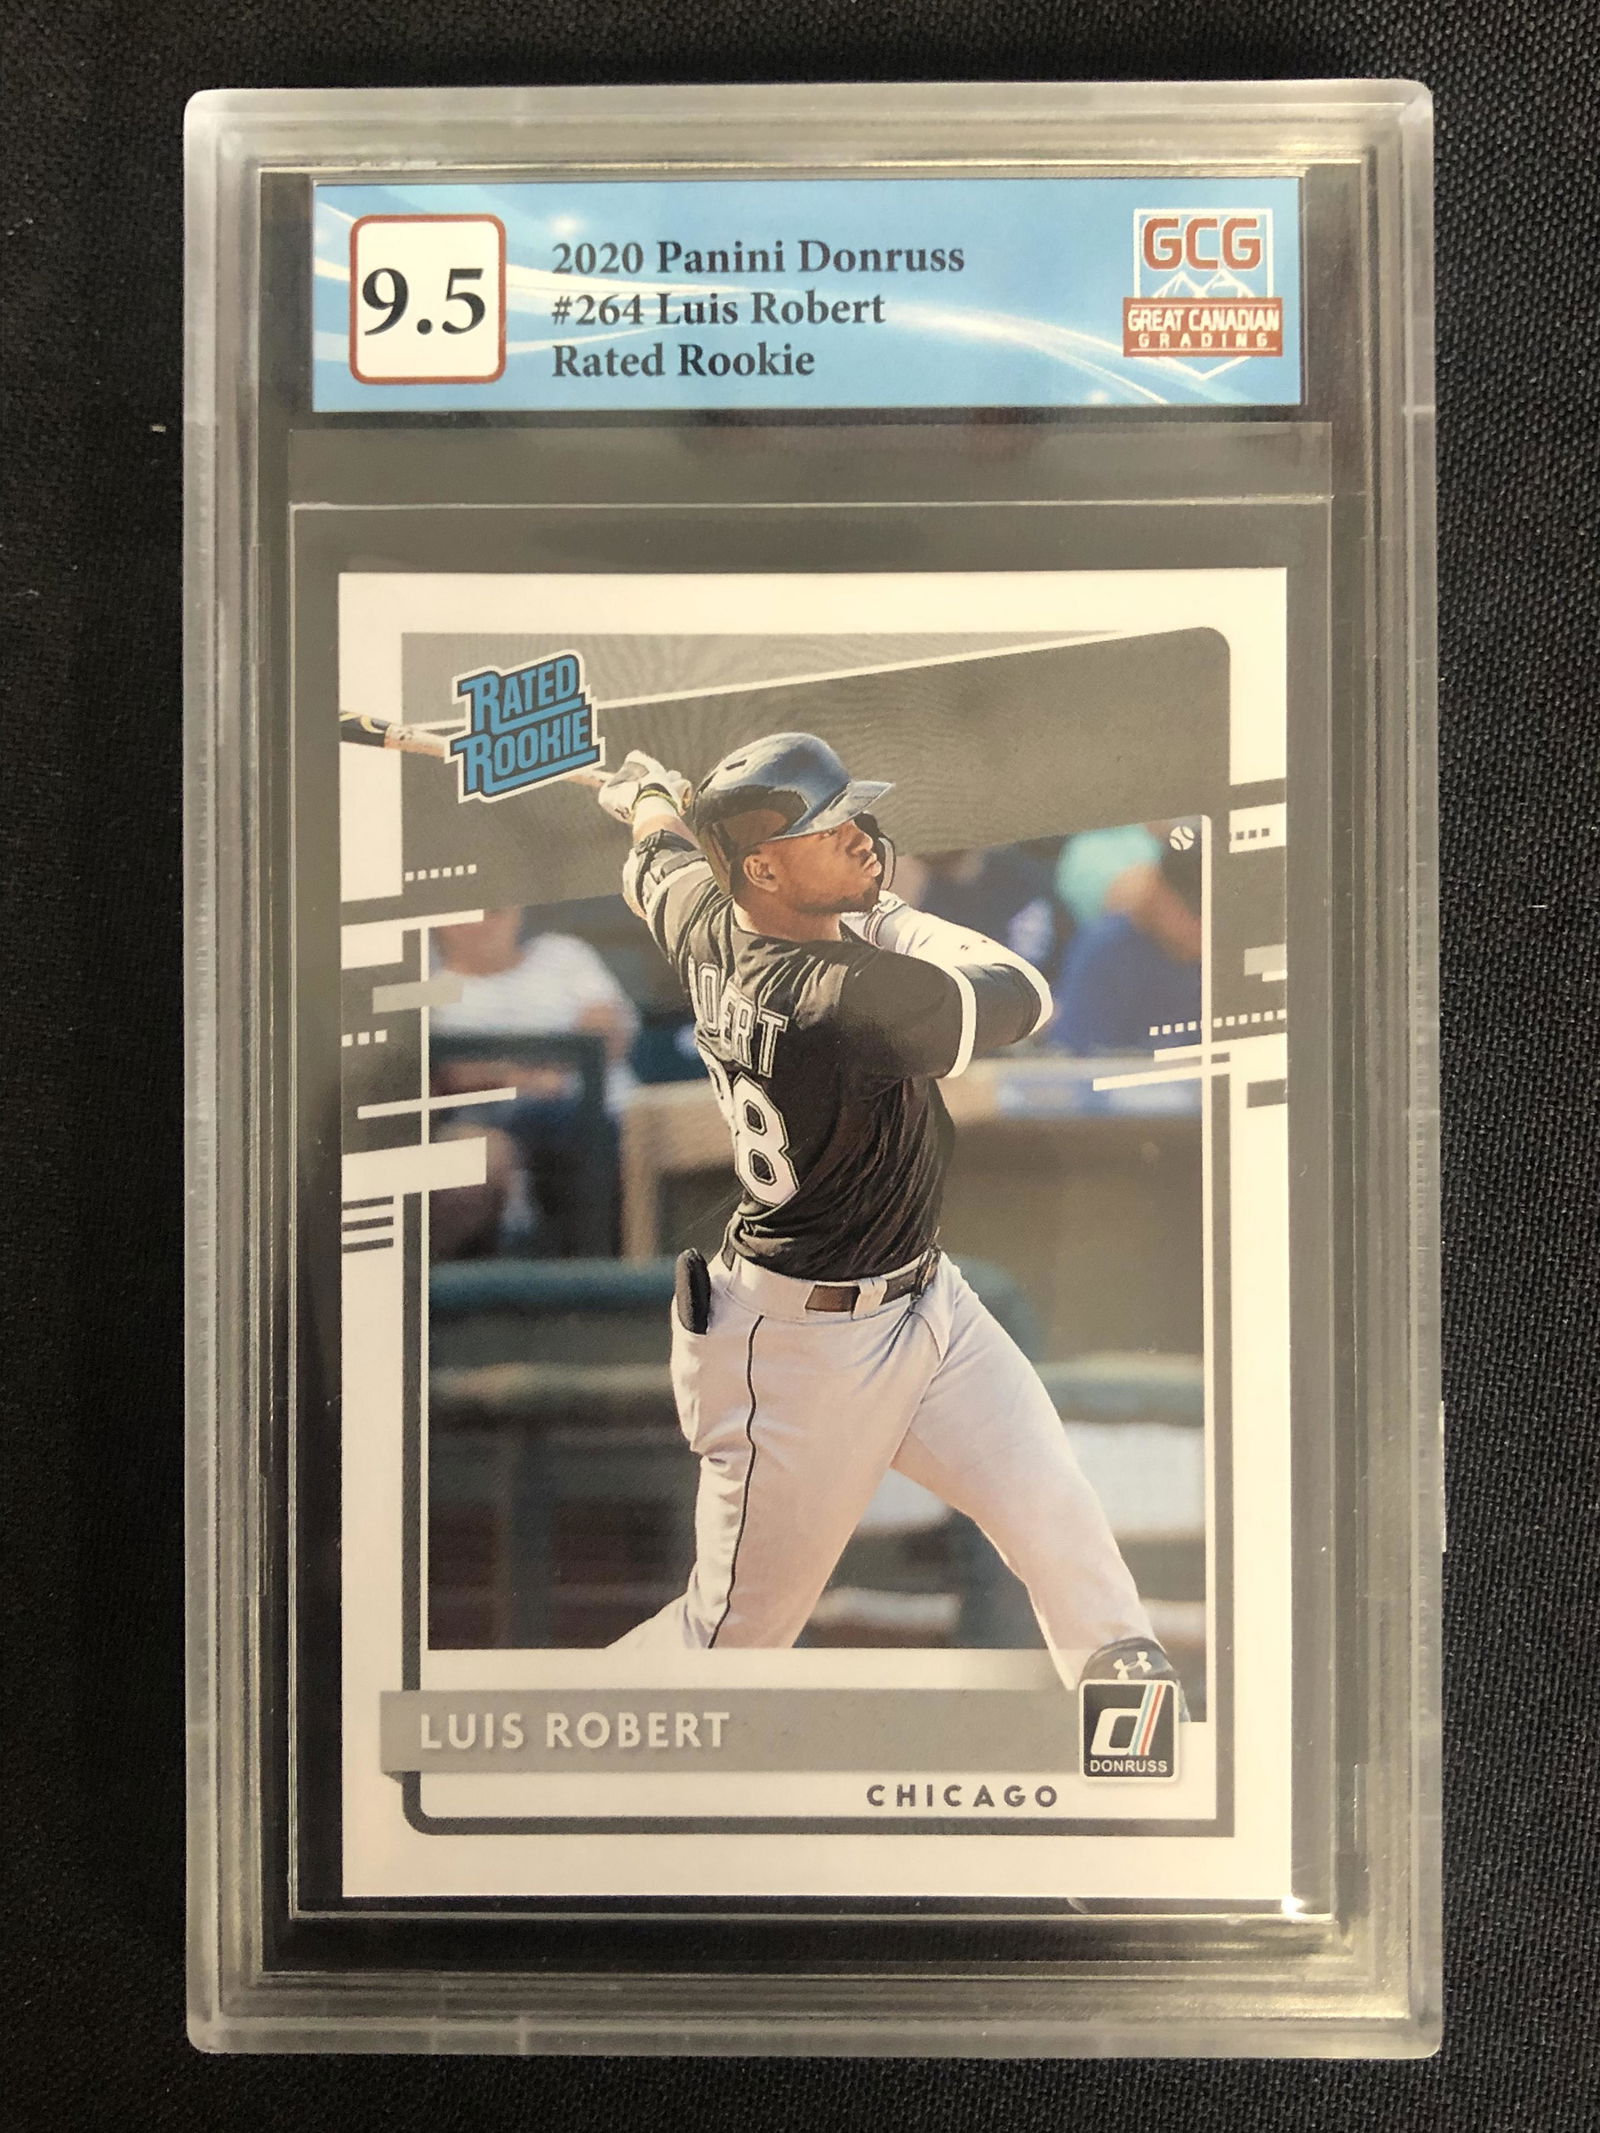 9.5
2020 Panini Donruss
#264 Luis Robert
Rated Rookie
GCG
GREAT CANADIAN
GRADING
RATED
ROOKIE
LUIS ROBERT
d
DONRUSS
CHICAGO